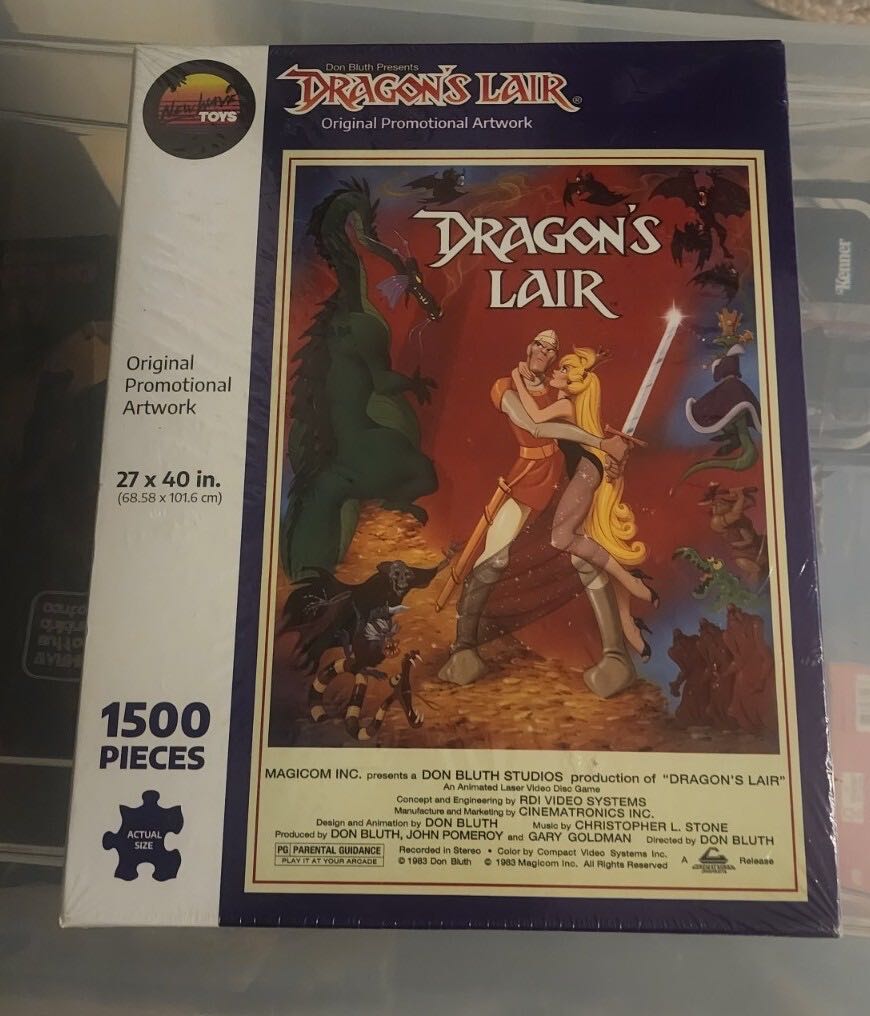 New Wave
TOYS
Don Bluth Presents
DRAGON'S LAIR®
Original Promotional Artwork
Original
Promotional
Artwork
27 x 40 in.
(68.58 x 101.6 cm)
1500
PIECES
ACTUAL
SIZE
DRAGON'S
LAIR™
MAGICOM INC. presents a DON BLUTH STUDIOS production of "DRAGON'S LAIR"
An Animated Laser Video Disc Game
Concept and Engineering by RDI VIDEO SYSTEMS
Manufacture and Marketing by CINEMATRONICS INC.
Design and Animation by DON BLUTH Music by CHRISTOPHER L. STONE
Produced by DON BLUTH, JOHN POMEROY and GARY GOLDMAN Directed by DON BLUTH
PG PARENTAL GUIDANCE
PLAY IT AT YOUR ARCADE
Recorded in Stereo • Color by Compact Video Systems Inc.
© 1983 Don Bluth © 1983 Magicom Inc. All Rights Reserved
A Release
Kenner